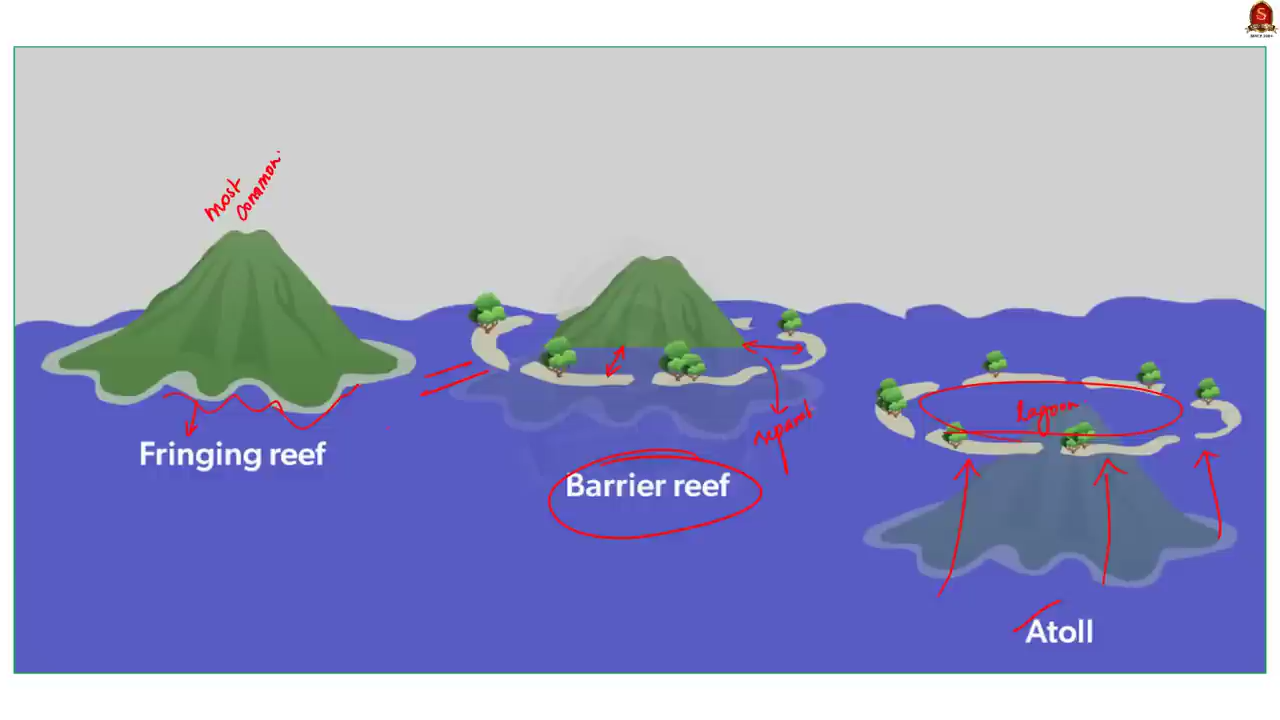 most
common.
Lagoon
Fringing reef
Barrier reef
Atoll